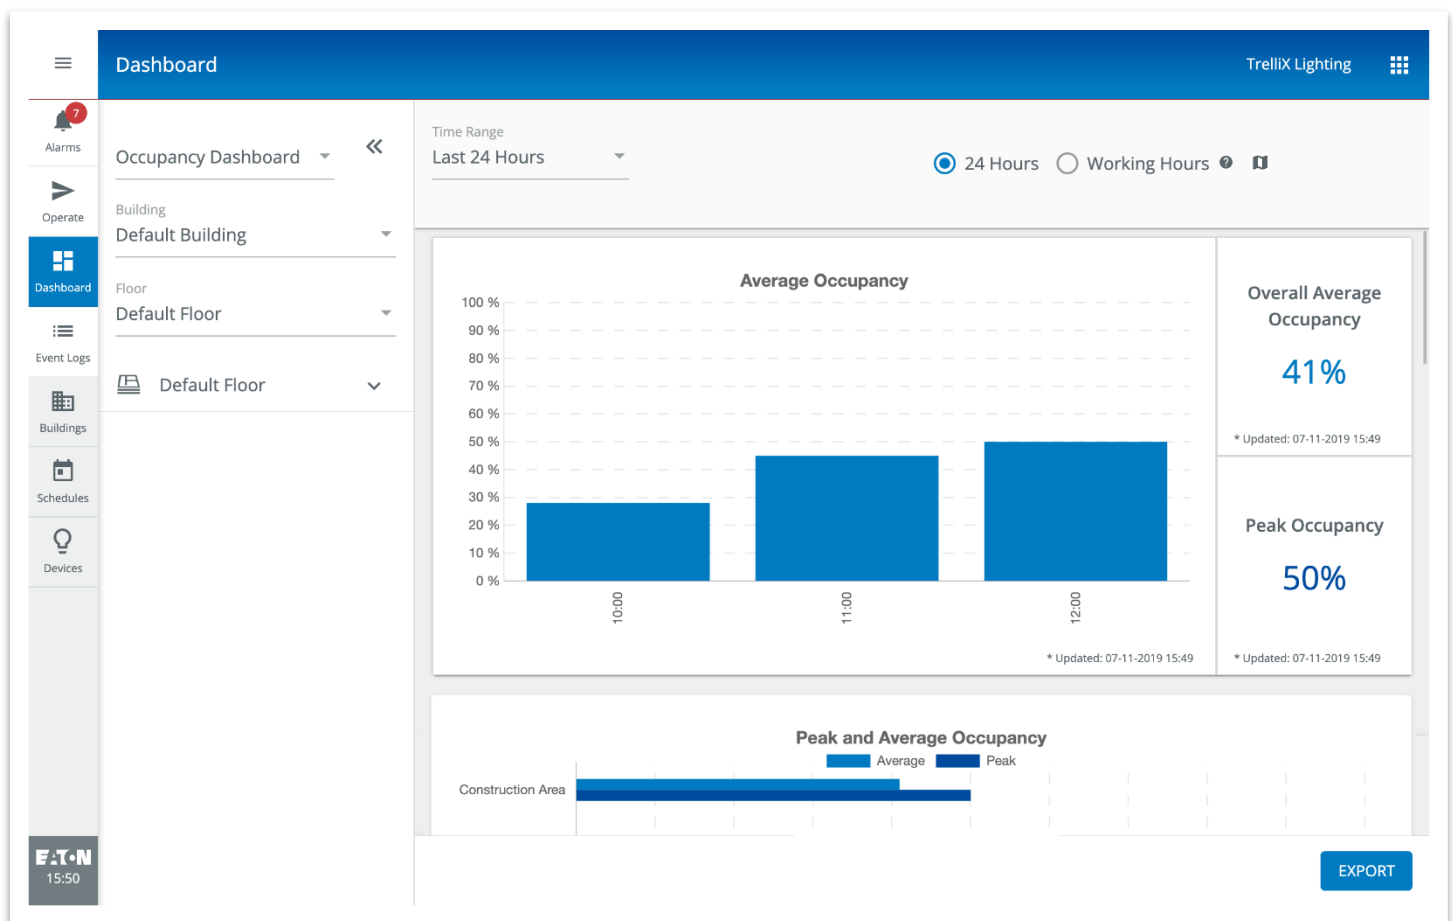 Dashboard
TrelliX Lighting
7
Alarms
Operate
Dashboard
Event Logs
Buildings
Schedules
Devices
EATON
15:50
Occupancy Dashboard
Building
Default Building
Floor
Default Floor
Default Floor
Time Range
Last 24 Hours
24 Hours
Working Hours ?
Average Occupancy
100 %
90 %
80 %
70 %
60 %
50 %
40 %
30 %
20 %
10 %
0 %
10:00
11:00
12:00
* Updated: 07-11-2019 15:49
Overall Average
Occupancy
41%
* Updated: 07-11-2019 15:49
Peak Occupancy
50%
* Updated: 07-11-2019 15:49
Peak and Average Occupancy
Average Peak
Construction Area
EXPORT